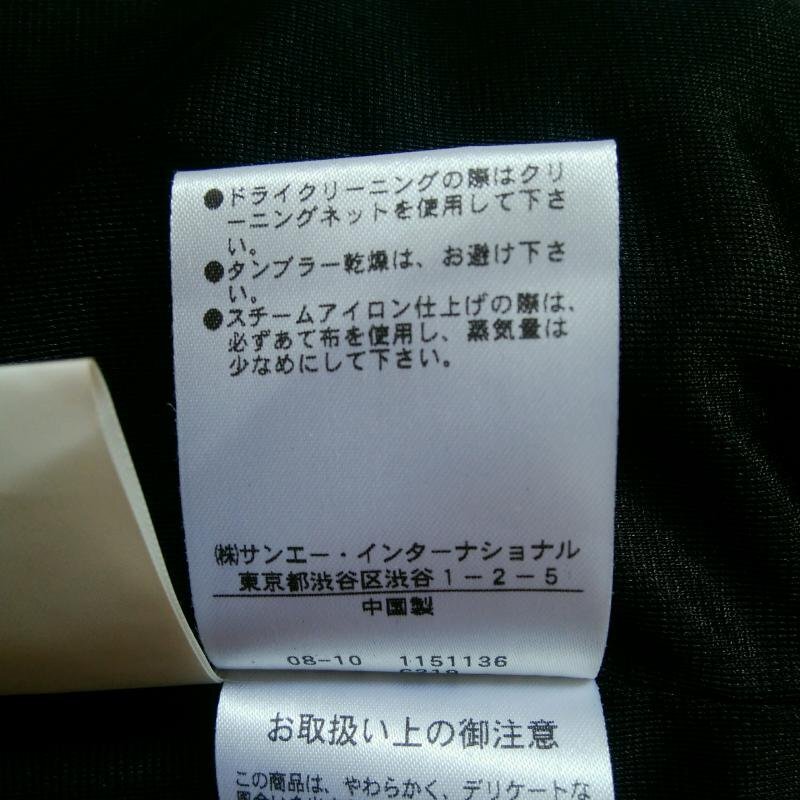 ●ドライクリーニングの際はクリ
ーニングネットを使用して下さ
い。
●タンブラー乾燥は、お避け下さ
い。
●スチームアイロン仕上げの際は、
必ずあて布を使用し、蒸気量は
少なめにして下さい。
㈱サンエー・インターナショナル
東京都渋谷区渋谷1-2-5
中国製
08-10 1151136
お取扱い上の御注意
この商品は、やわらかく、デリケートな